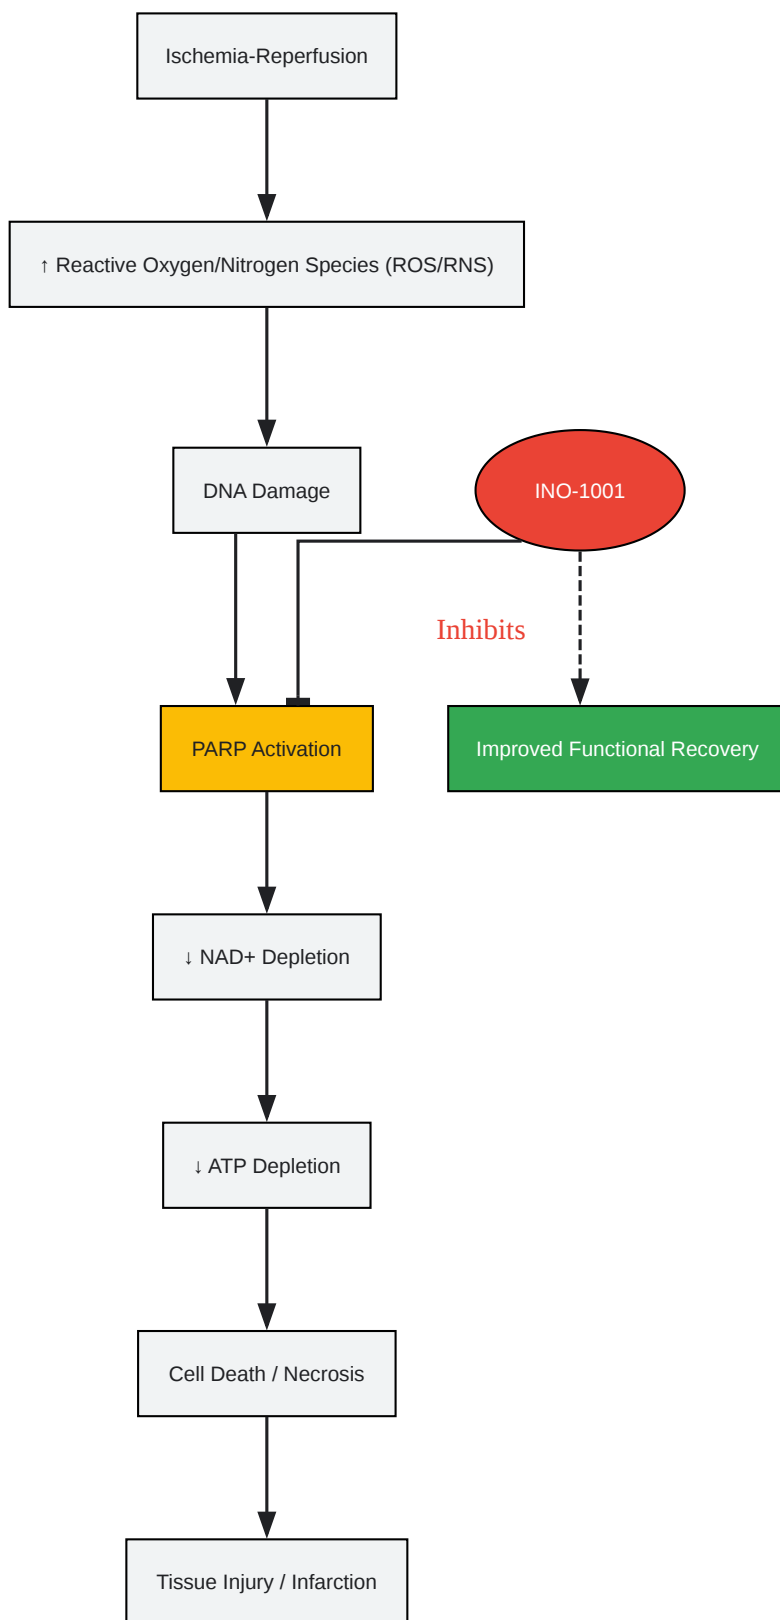 Ischemia-Reperfusion
↑ Reactive Oxygen/Nitrogen Species (ROS/RNS)
DNA Damage
INO-1001
Inhibits
PARP Activation
Improved Functional Recovery
↓ NAD+ Depletion
↓ ATP Depletion
Cell Death / Necrosis
Tissue Injury / Infarction